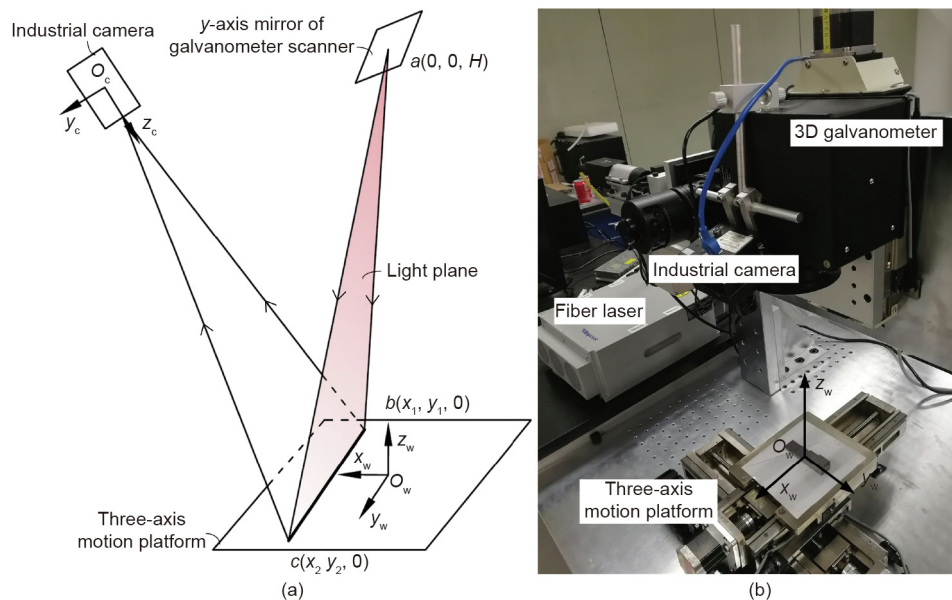 Industrial camera
O_c
y_c
z_c
y-axis mirror of
galvanometer scanner
a(0, 0, H)
Light plane
b(x_1, y_1, 0)
z_w
x_w
O_w
y_w
Three-axis
motion platform
c(x_2 y_2, 0)
(a)
3D galvanometer
Industrial camera
Fiber laser
z_w
O_w
x_w
y_w
Three-axis
motion platform
(b)